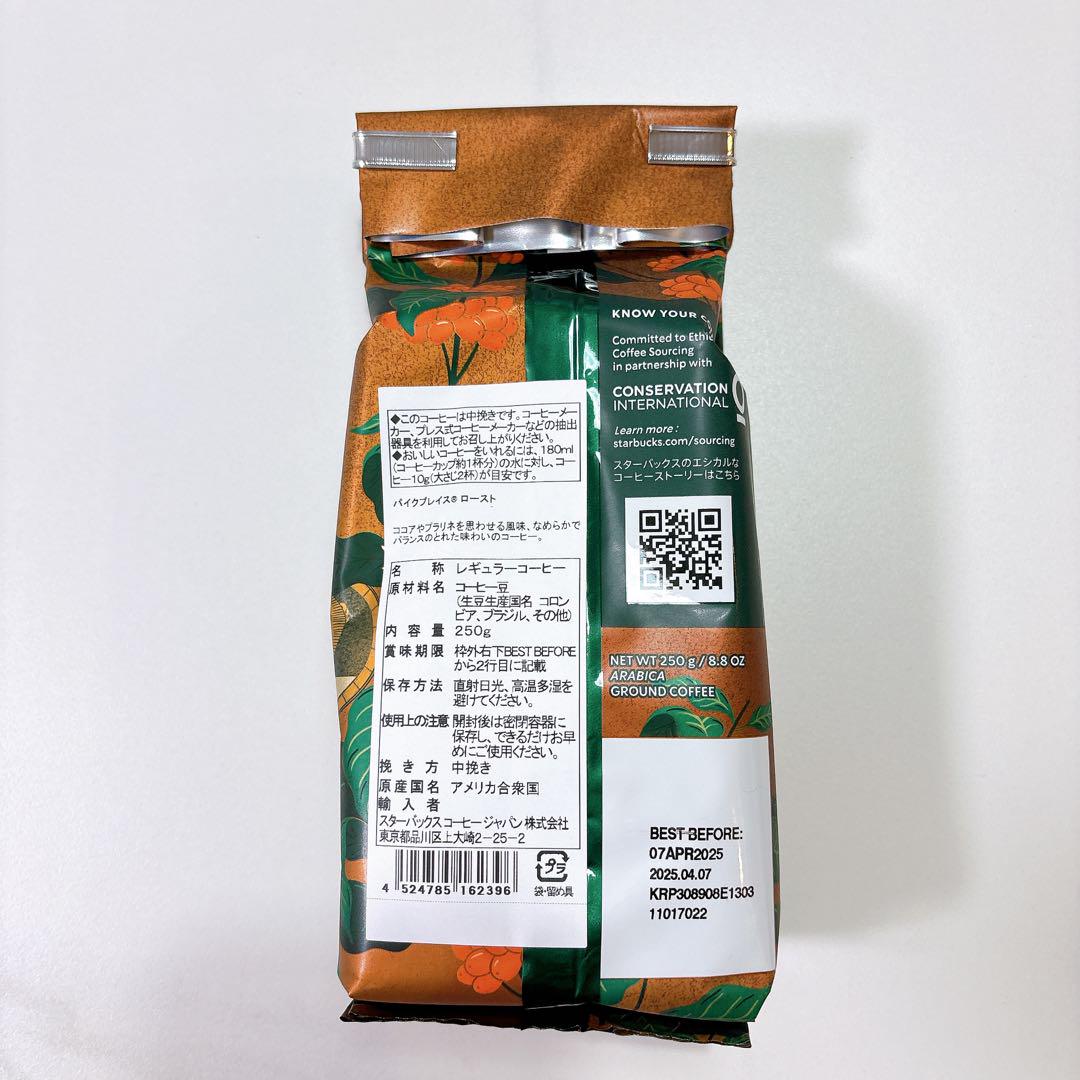 ◆このコーヒーは中挽きです。コーヒーメー
カー、プレス式コーヒーメーカーなどの抽出
器具を利用してお召し上がりください。
◆おいしいコーヒーをいれるには、180ml
(コーヒーカップ約1杯分)の水に対し、コー
ヒー10g(大さじ2杯)が目安です。
パイクプレイス® ロースト
ココアやプラリネを思わせる風味、なめらかで
バランスのとれた味わいのコーヒー。
名称 レギュラーコーヒー
原材料名 コーヒー豆
(生豆生産国名 コロン
ビア、ブラジル、その他)
内容量 250g
賞味期限 枠外右下BEST BEFORE
から2行目に記載
保存方法 直射日光、高温多湿を
避けてください。
使用上の注意 開封後は密閉容器に
保存し、できるだけお早
めにご使用ください。
挽き方 中挽き
原産国名 アメリカ合衆国
輸入者
スターバックス コーヒー ジャパン 株式会社
東京都品川区上大崎2-25-2
4 524785 162396
プラ
袋・留め具
KNOW YOUR
Committed to
Coffee Sourcing
in partnership with
CONSERVATION
INTERNATIONAL
Learn more :
starbucks.com/sourcing
スターバックスのエシカルな
コーヒーストーリーはこちら
NET WT 250 g / 8.8 OZ
ARABICA
GROUND COFFEE
BEST BEFORE:
07APR2025
2025.04.07
KRP308908E1303
11017022